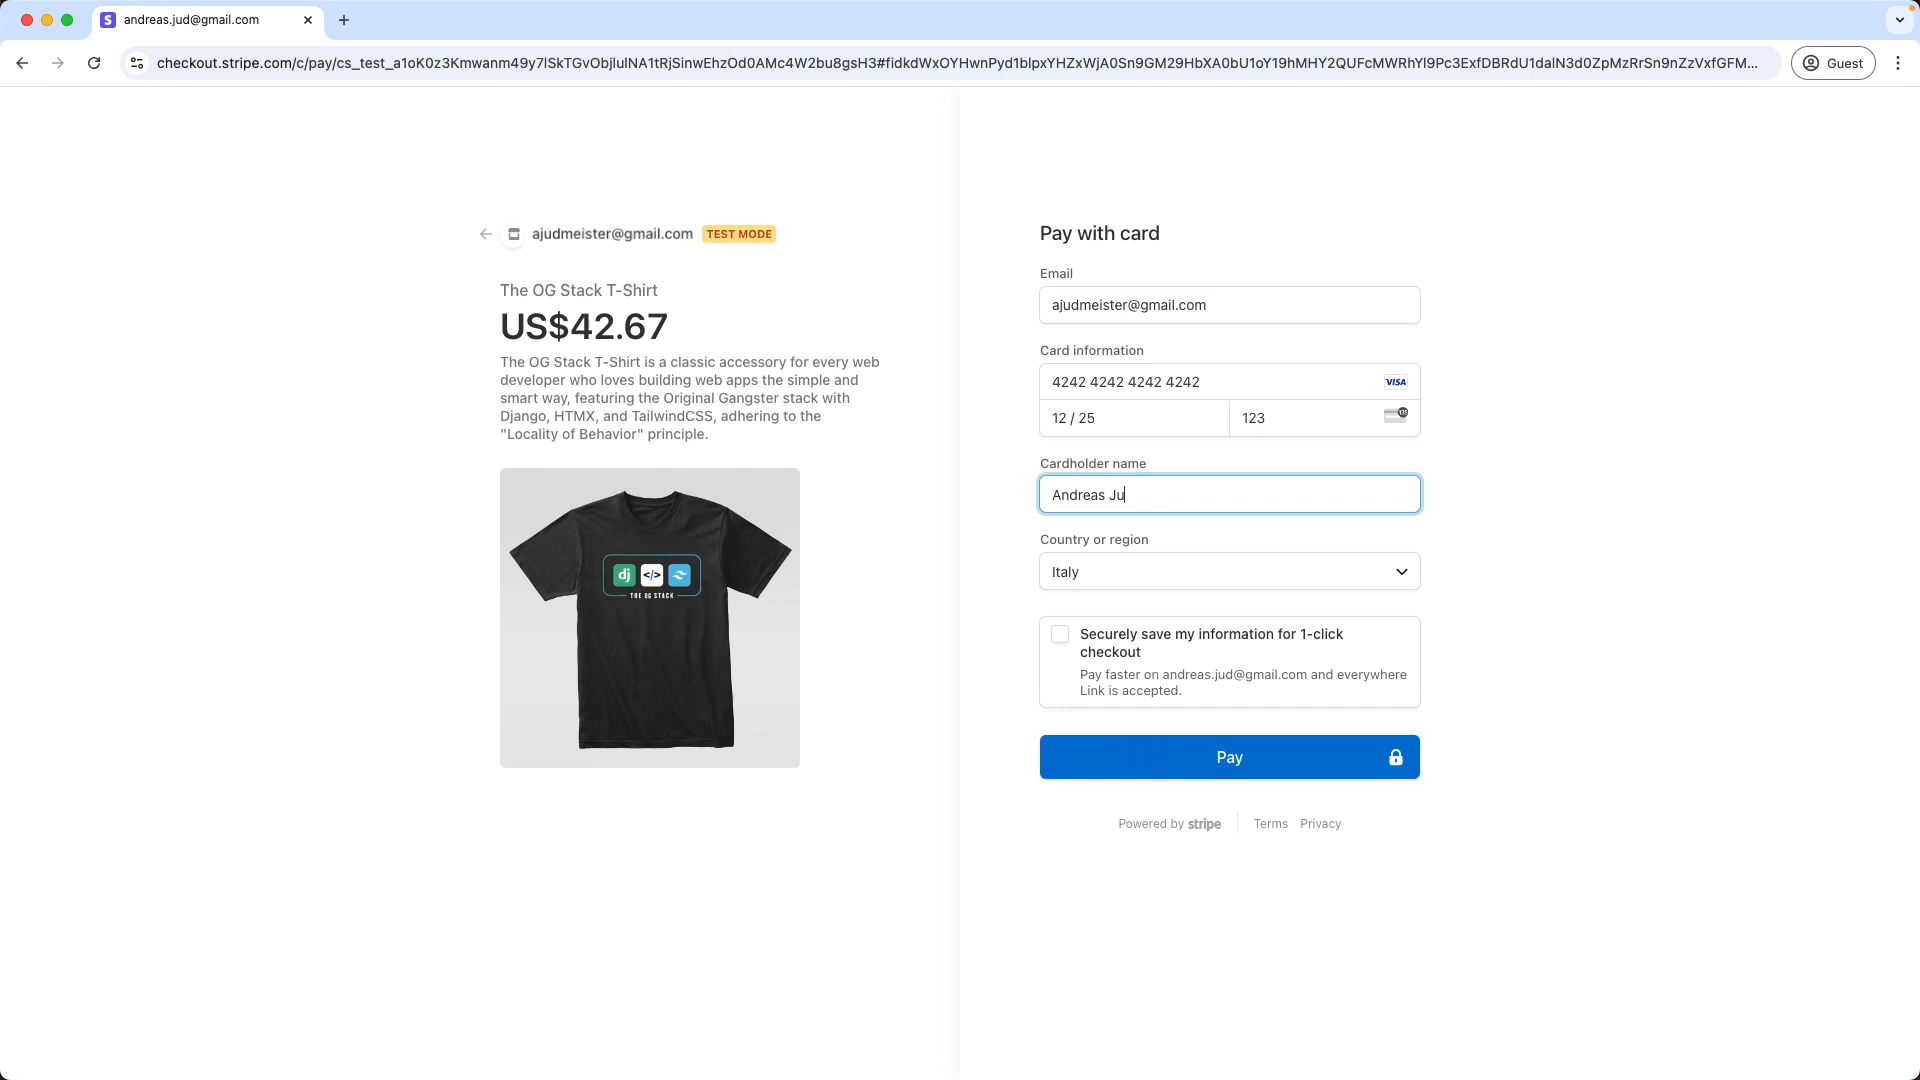 andreas.jud@gmail.com
checkout.stripe.com/c/pay/cs_test_a1oK0z3Kmwanm49y7lSkTGvObjlulNA1tRjSinwEhzOd0AMc4W2bu8gsH3#fidkdWxOYHwnPyd1blpxYHZxWjA0Sn9GM29HbXA0bU1oY19hMHY2QUFcMWRhYl9Pc3ExfDBRdU1dalN3d0ZpMzRrSn9nZzVxfGFM...
Guest
ajudmeister@gmail.com TEST MODE
The OG Stack T-Shirt
US$42.67
The OG Stack T-Shirt is a classic accessory for every web
developer who loves building web apps the simple and
smart way, featuring the Original Gangster stack with
Django, HTMX, and TailwindCSS, adhering to the
"Locality of Behavior" principle.
dj </>
THE OG STACK
Pay with card
Email
ajudmeister@gmail.com
Card information
4242 4242 4242 4242 VISA
12 / 25 123
Cardholder name
Andreas Ju
Country or region
Italy
Securely save my information for 1-click
checkout
Pay faster on andreas.jud@gmail.com and everywhere
Link is accepted.
Pay
Powered by stripe Terms Privacy